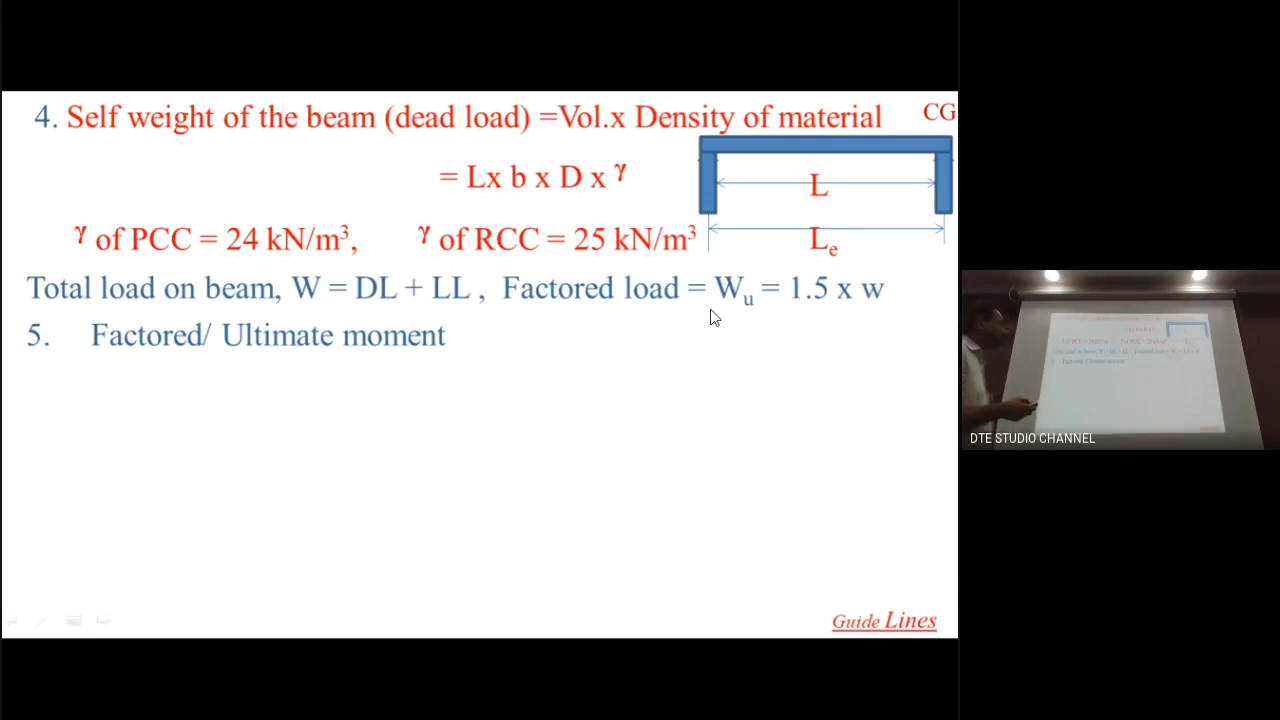 4. Self weight of the beam (dead load) =Vol.x Density of material
CG
= Lx b x D x γ
L
γ of PCC = 24 kN/m³, γ of RCC = 25 kN/m³
Le
Total load on beam, W = DL + LL , Factored load = Wu = 1.5 x w
5. Factored/ Ultimate moment
DTE STUDIO CHANNEL
Guide Lines